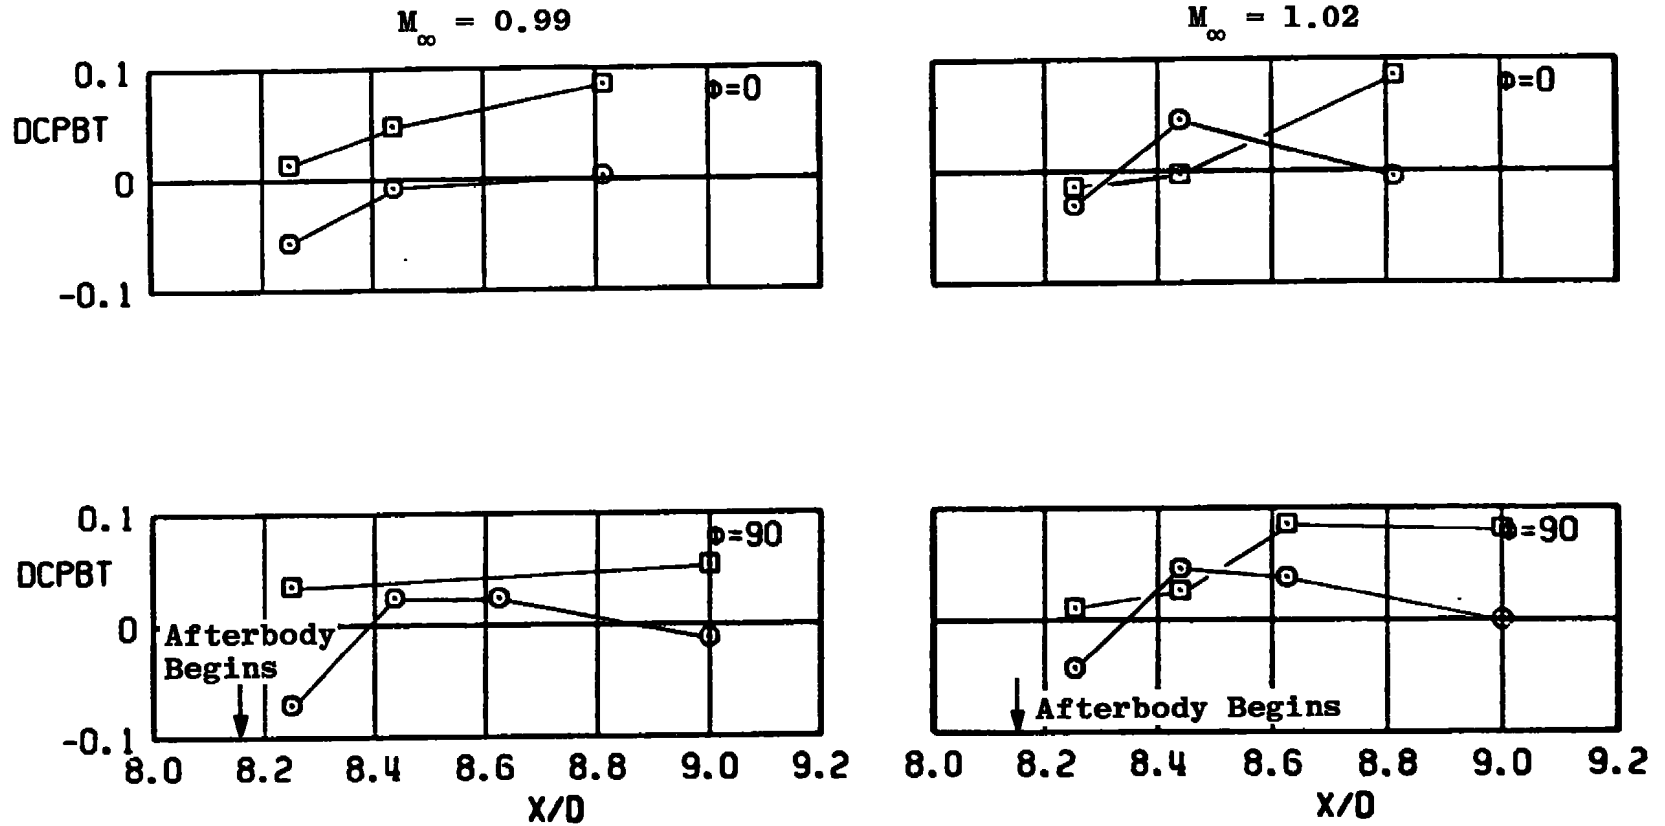 M∞ = 0.99
M∞ = 1.02
0.1
DCPBT
0
-0.1
Φ=0
Φ=0
0.1
DCPBT
0
-0.1
Φ=90
Afterbody
Begins
Φ=90
Afterbody Begins
8.0 8.2 8.4 8.6 8.8 9.0 9.2
X/D
8.0 8.2 8.4 8.6 8.8 9.0 9.2
X/D